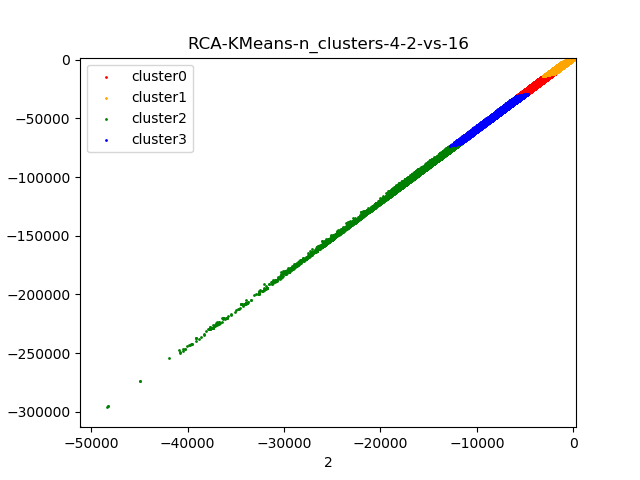 RCA-KMeans-n_clusters-4-2-vs-16
cluster0
cluster1
cluster2
cluster3
0
−50000
−100000
−150000
−200000
−250000
−300000
−50000 −40000 −30000 −20000 −10000 0
2